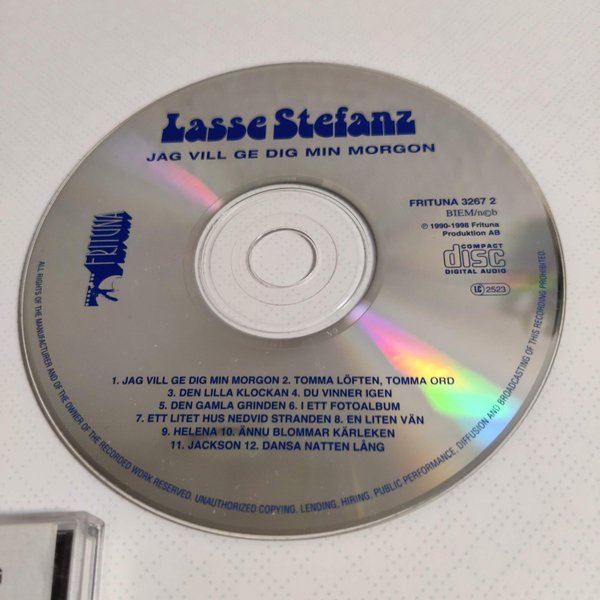 Lasse Stefanz
JAG VILL GE DIG MIN MORGON
FRITUNA
FRITUNA 3267 2
BIEM/n©b
℗ 1990-1998 Frituna
Produktion AB
COMPACT
disc
DIGITAL AUDIO
LC 2523
1. JAG VILL GE DIG MIN MORGON 2. TOMMA LÖFTEN, TOMMA ORD
3. DEN LILLA KLOCKAN 4. DU VINNER IGEN
5. DEN GAMLA GRINDEN 6. I ETT FOTOALBUM
7. ETT LITET HUS NEDVID STRANDEN 8. EN LITEN VÄN
9. HELENA 10. ÄNNU BLOMMAR KÄRLEKEN
11. JACKSON 12. DANSA NATTEN LÅNG
ALL RIGHTS OF THE MANUFACTURER AND OF THE OWNER OF THE RECORDED WORK RESERVED. UNAUTHORIZED COPYING, LENDING, HIRING, PUBLIC PERFORMANCE, DIFFUSION AND BROADCASTING OF THIS RECORDING PROHIBITED.